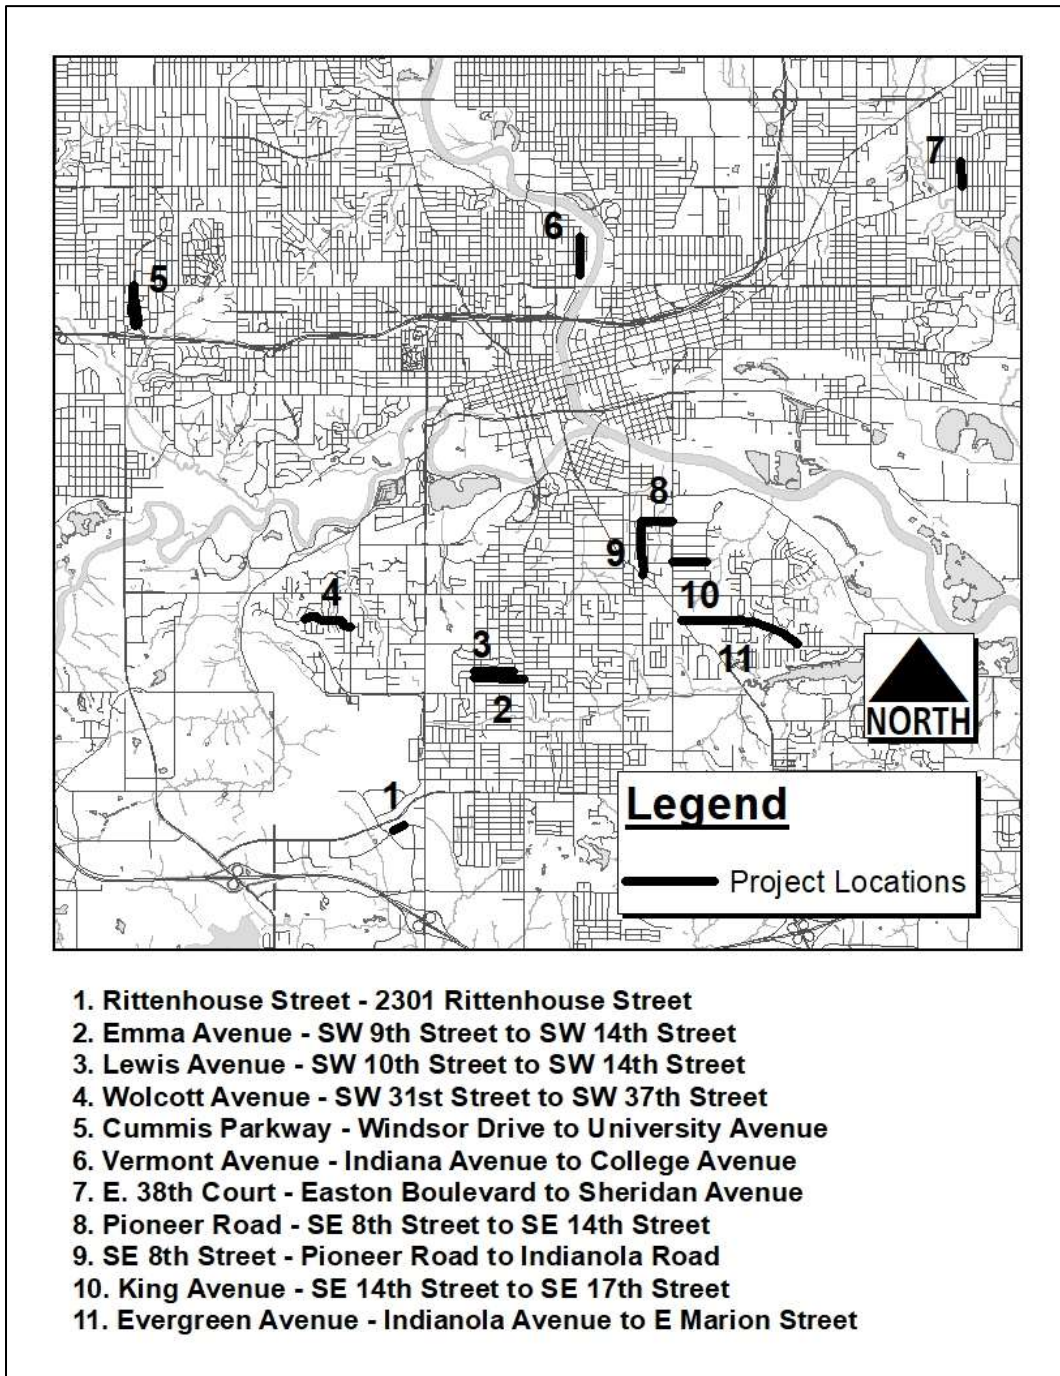 7
6
5
8
9
10
4
3
11
2
NORTH
1
Legend
Project Locations
1. Rittenhouse Street - 2301 Rittenhouse Street
2. Emma Avenue - SW 9th Street to SW 14th Street
3. Lewis Avenue - SW 10th Street to SW 14th Street
4. Wolcott Avenue - SW 31st Street to SW 37th Street
5. Cummis Parkway - Windsor Drive to University Avenue
6. Vermont Avenue - Indiana Avenue to College Avenue
7. E. 38th Court - Easton Boulevard to Sheridan Avenue
8. Pioneer Road - SE 8th Street to SE 14th Street
9. SE 8th Street - Pioneer Road to Indianola Road
10. King Avenue - SE 14th Street to SE 17th Street
11. Evergreen Avenue - Indianola Avenue to E Marion Street